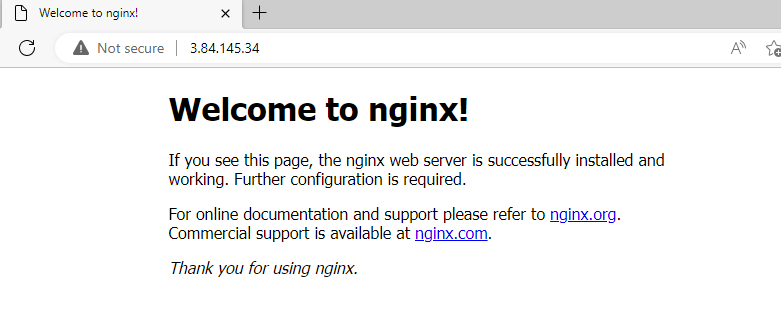 Welcome to nginx!
Not secure
3.84.145.34
A
Welcome to nginx!
If you see this page, the nginx web server is successfully installed and
working. Further configuration is required.
For online documentation and support please refer to nginx.org.
Commercial support is available at nginx.com.
Thank you for using nginx.